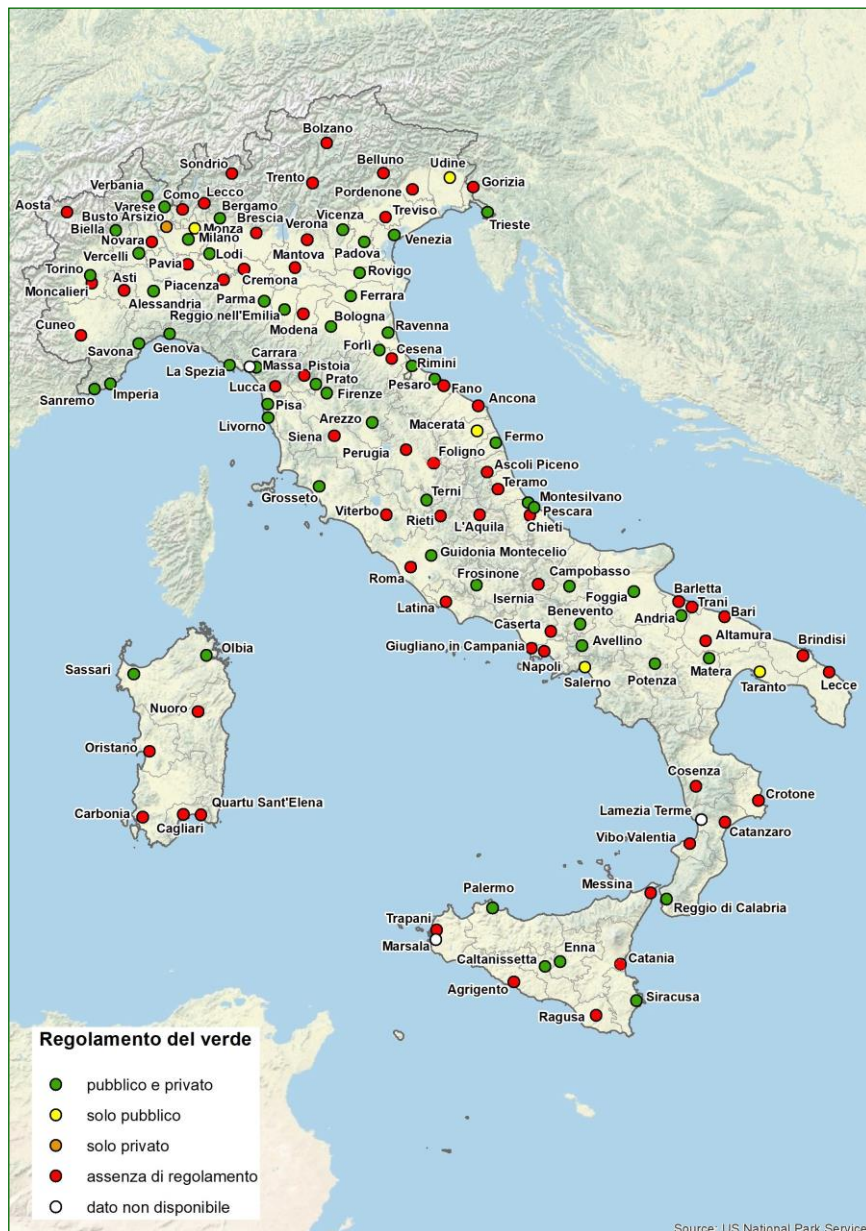 Bolzano
Sondrio
Belluno
Udine
Trento
Pordenone
Gorizia
Verbania
Como
Lecco
Aosta
Varese
Bergamo
Treviso
Busto Arsizio
Brescia
Verona
Vicenza
Trieste
Biella
Monza
Novara
Milano
Venezia
Vercelli
Lodi
Mantova
Padova
Torino
Pavia
Rovigo
Asti
Piacenza
Cremona
Moncalieri
Alessandria
Parma
Ferrara
Reggio nell'Emilia
Bologna
Cuneo
Modena
Ravenna
Savona
Genova
Forlì
Cesena
Carrara
La Spezia
Massa
Pistoia
Rimini
Prato
Pesaro
Fano
Sanremo
Imperia
Lucca
Firenze
Pisa
Ancona
Livorno
Arezzo
Macerata
Siena
Fermo
Perugia
Foligno
Ascoli Piceno
Teramo
Grosseto
Terni
Montesilvano
Viterbo
Pescara
Rieti
L'Aquila
Chieti
Guidonia Montecelio
Roma
Frosinone
Campobasso
Isernia
Foggia
Barletta
Latina
Trani
Benevento
Andria
Bari
Caserta
Giugliano in Campania
Avellino
Altamura
Brindisi
Napoli
Salerno
Potenza
Matera
Taranto
Lecce
Olbia
Sassari
Nuoro
Oristano
Cosenza
Crotone
Carbonia
Quartu Sant'Elena
Cagliari
Lamezia Terme
Catanzaro
Vibo Valentia
Messina
Palermo
Reggio di Calabria
Trapani
Marsala
Enna
Caltanissetta
Catania
Agrigento
Siracusa
Ragusa
Regolamento del verde
pubblico e privato
solo pubblico
solo privato
assenza di regolamento
dato non disponibile
Source: US National Park Service